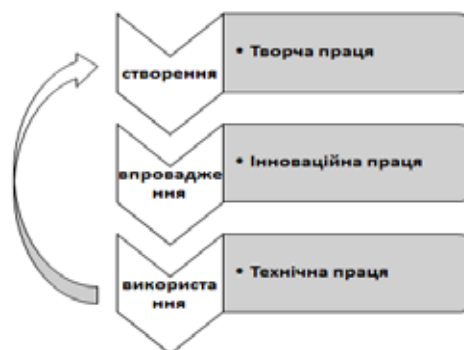 створення
• Творча праця
впровадже
ння
• Інноваційна праця
використа
ння
• Технічна праця